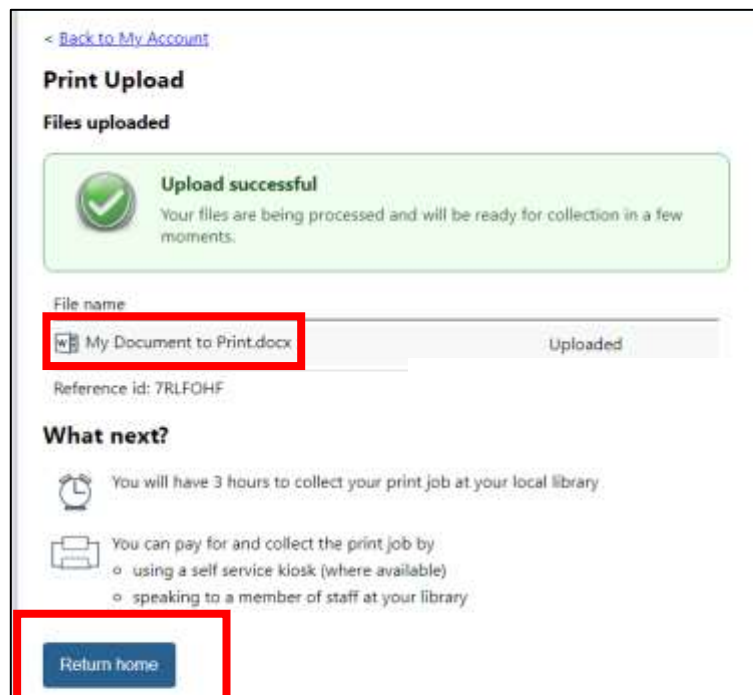 < Back to My Account
Print Upload
Files uploaded
Upload successful
Your files are being processed and will be ready for collection in a few
moments.
File name
My Document to Print.docx Uploaded
Reference id: 7RLFOHF
What next?
You will have 3 hours to collect your print job at your local library
You can pay for and collect the print job by
o using a self service kiosk (where available)
o speaking to a member of staff at your library
Return home